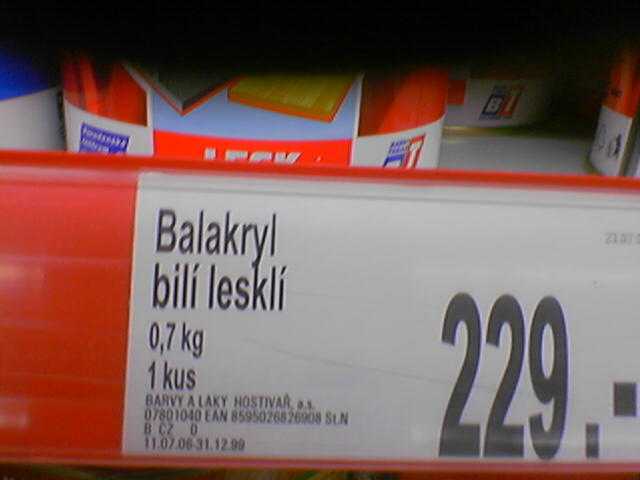 LESK
Balakryl
bilí lesklí
0,7 kg
1 kus
BARVY A LAKY HOSTIVAŘ, a.s.
07801040 EAN 8595026826908 St.N
B CZ 0
11.07.06-31.12.99
229.-